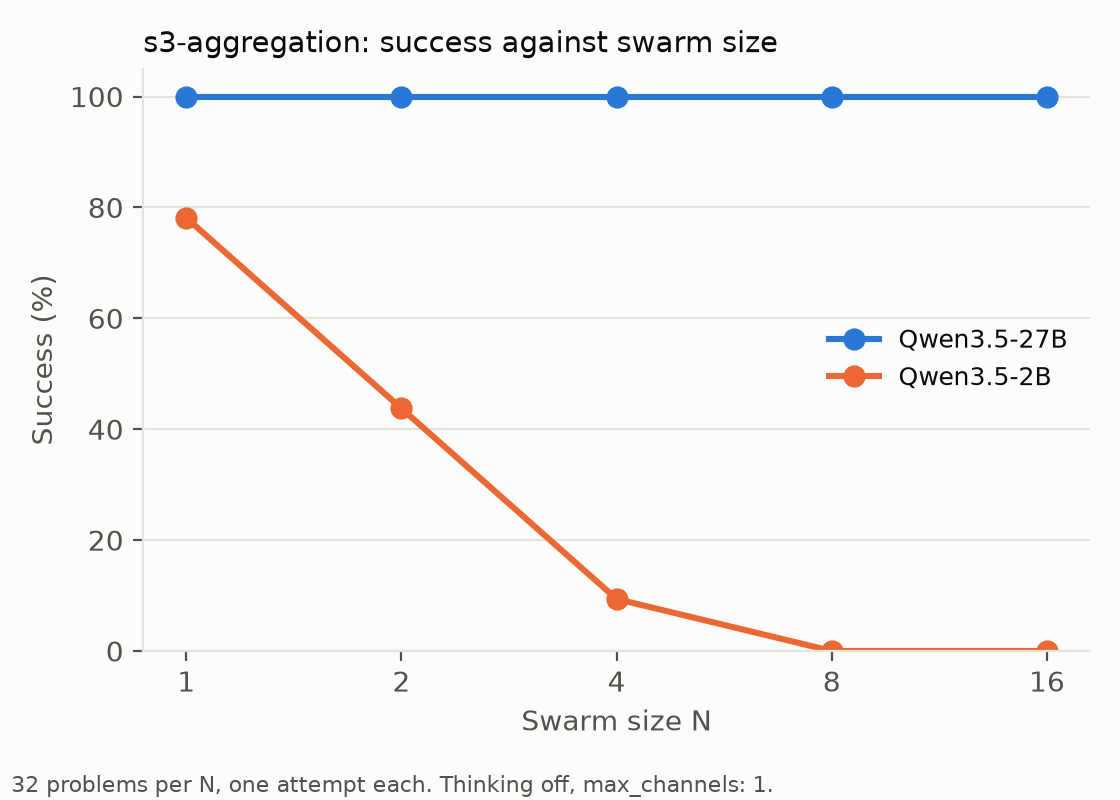 s3-aggregation: success against swarm size
100
80
60
40
20
0
Success (%)
Qwen3.5-27B
Qwen3.5-2B
1 2 4 8 16
Swarm size N
32 problems per N, one attempt each. Thinking off, max_channels: 1.